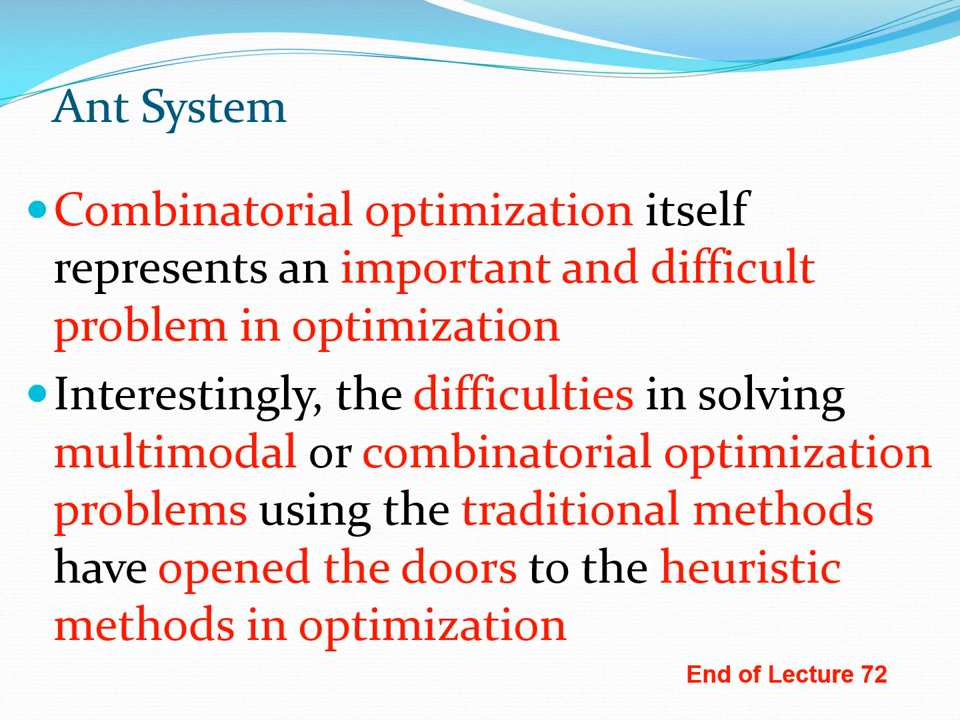 Ant System
Combinatorial optimization itself
represents an important and difficult
problem in optimization
Interestingly, the difficulties in solving
multimodal or combinatorial optimization
problems using the traditional methods
have opened the doors to the heuristic
methods in optimization
End of Lecture 72